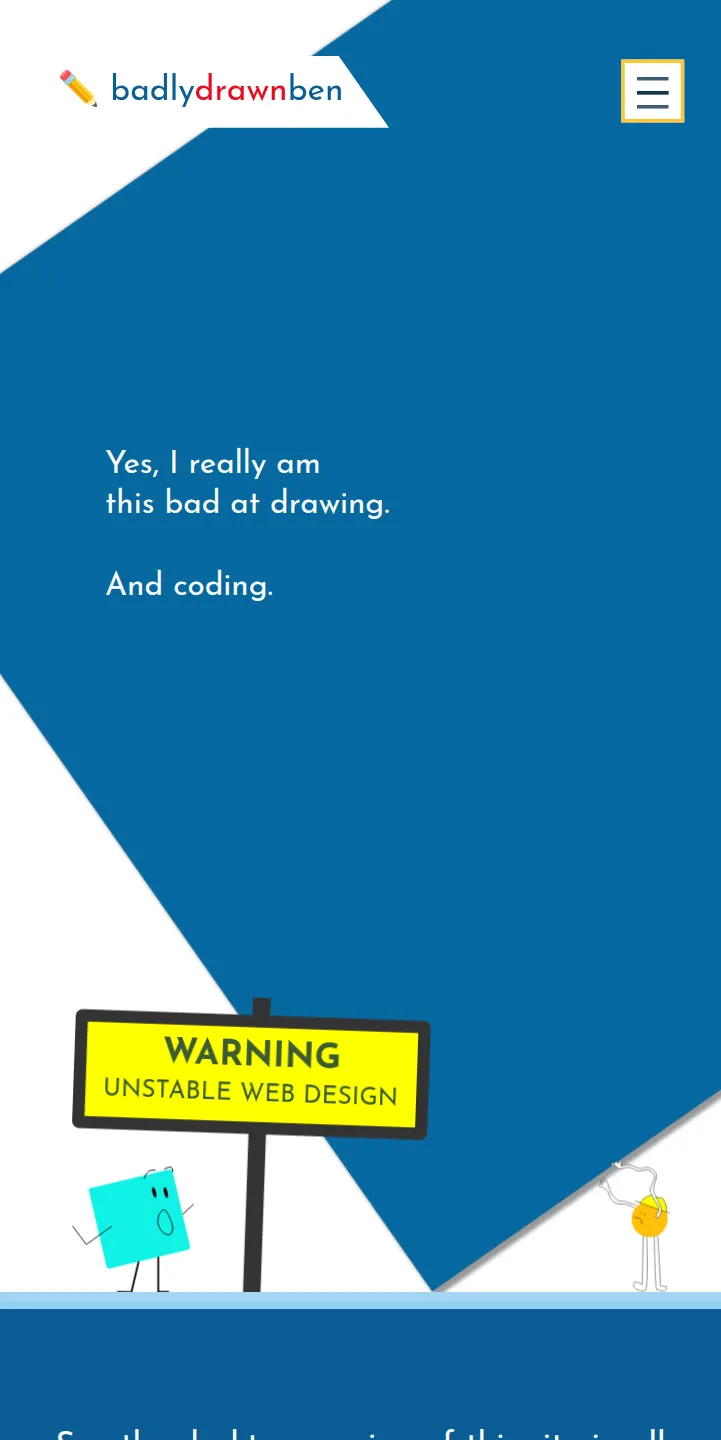 badlydrawnben
Yes, I really am
this bad at drawing.
And coding.
WARNING
UNSTABLE WEB DESIGN